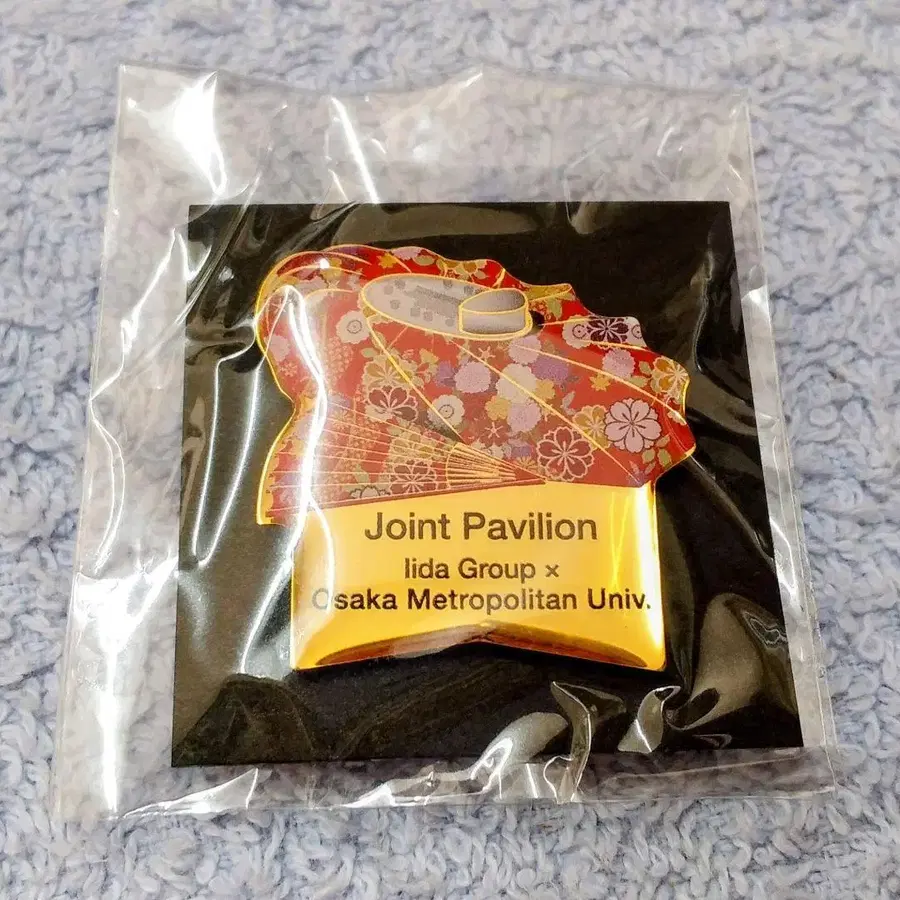 Joint Pavilion
Iida Group ×
Osaka Metropolitan Univ.